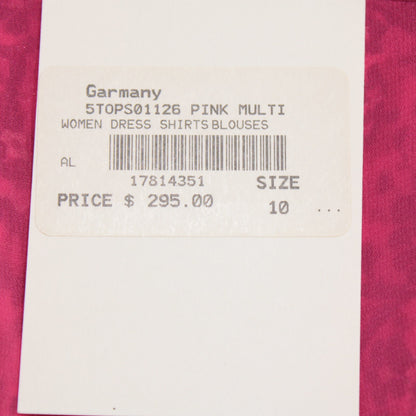 Garmany
5TOPS01126 PINK MULTI
WOMEN DRESS SHIRTS BLOUSES
AL
17814351 SIZE
PRICE $ 295.00 10 ...